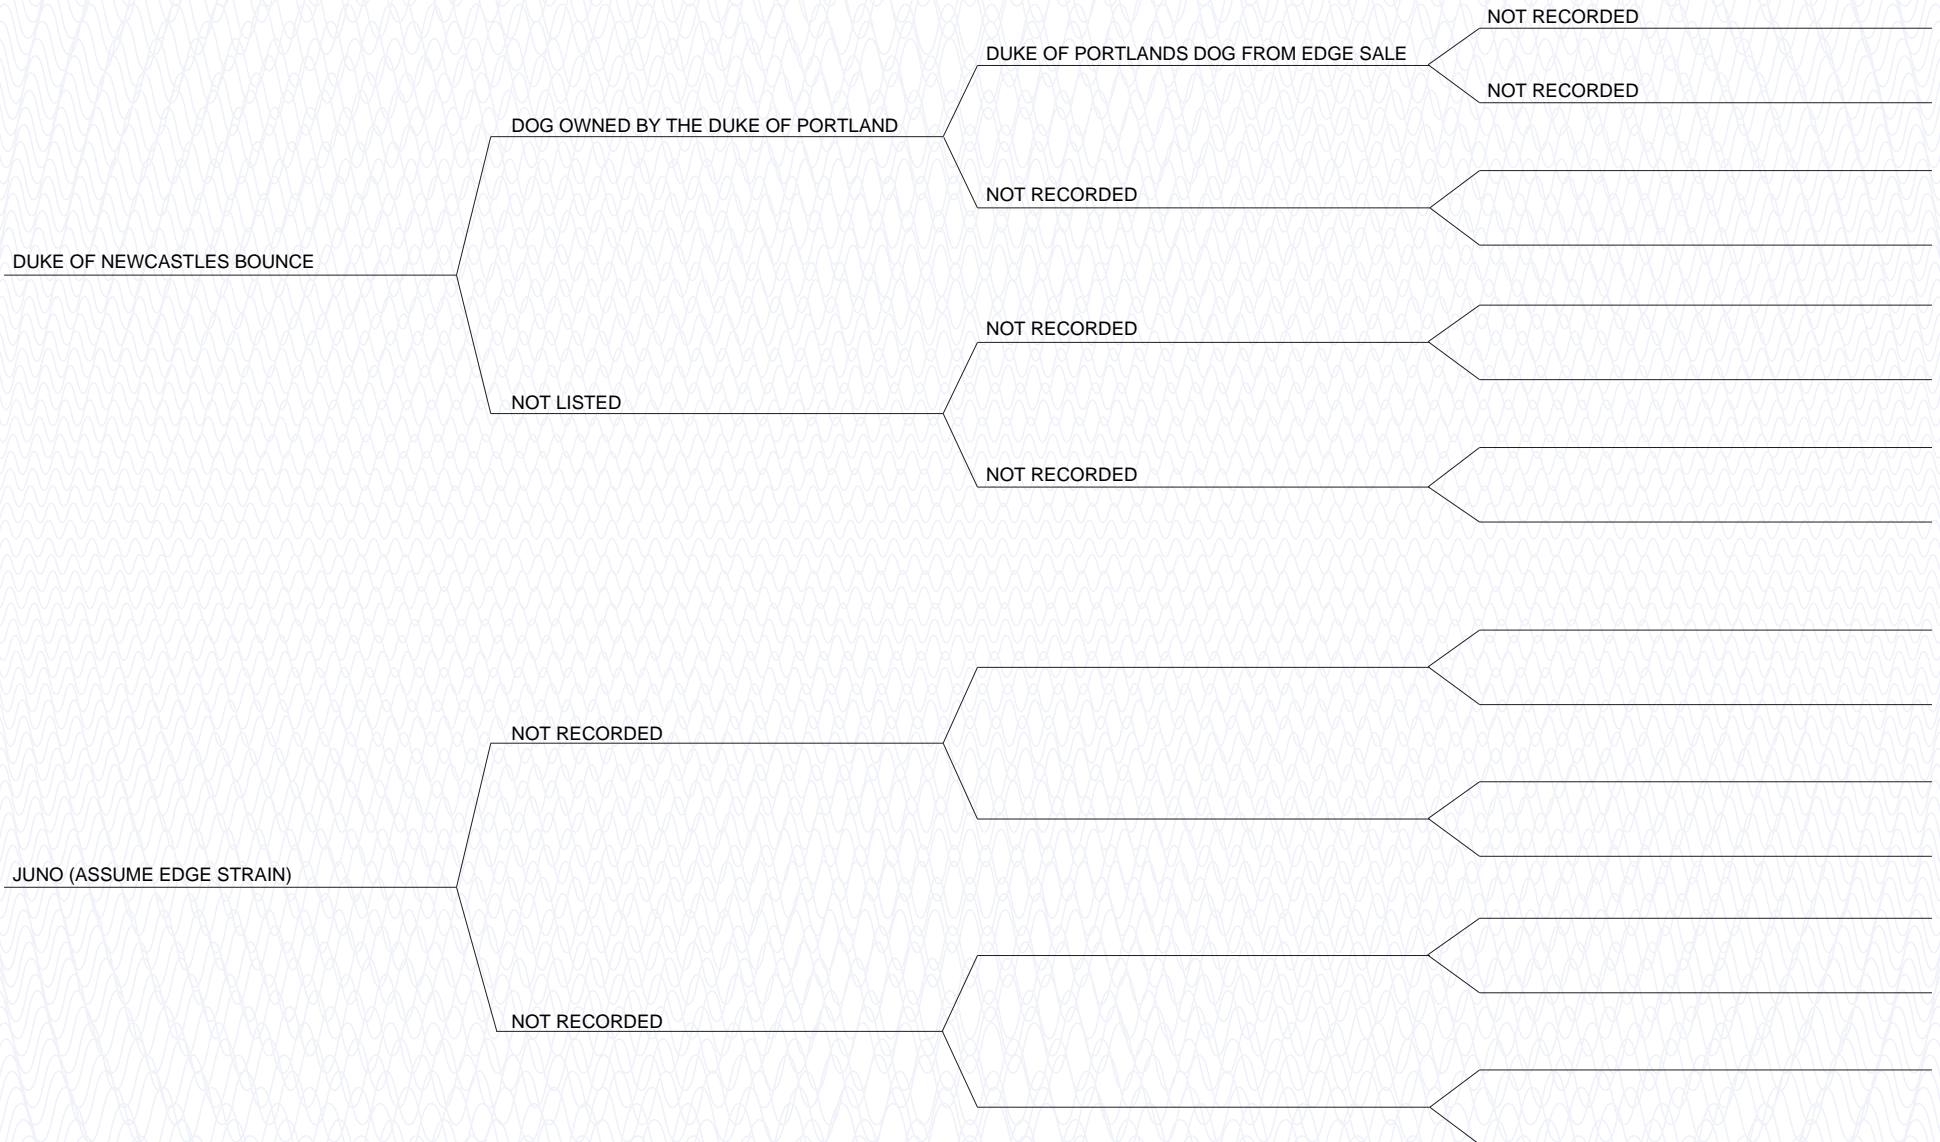 NOT RECORDED
DUKE OF PORTLANDS DOG FROM EDGE SALE
NOT RECORDED
DOG OWNED BY THE DUKE OF PORTLAND
NOT RECORDED
DUKE OF NEWCASTLES BOUNCE
NOT RECORDED
NOT LISTED
NOT RECORDED
NOT RECORDED
JUNO (ASSUME EDGE STRAIN)
NOT RECORDED